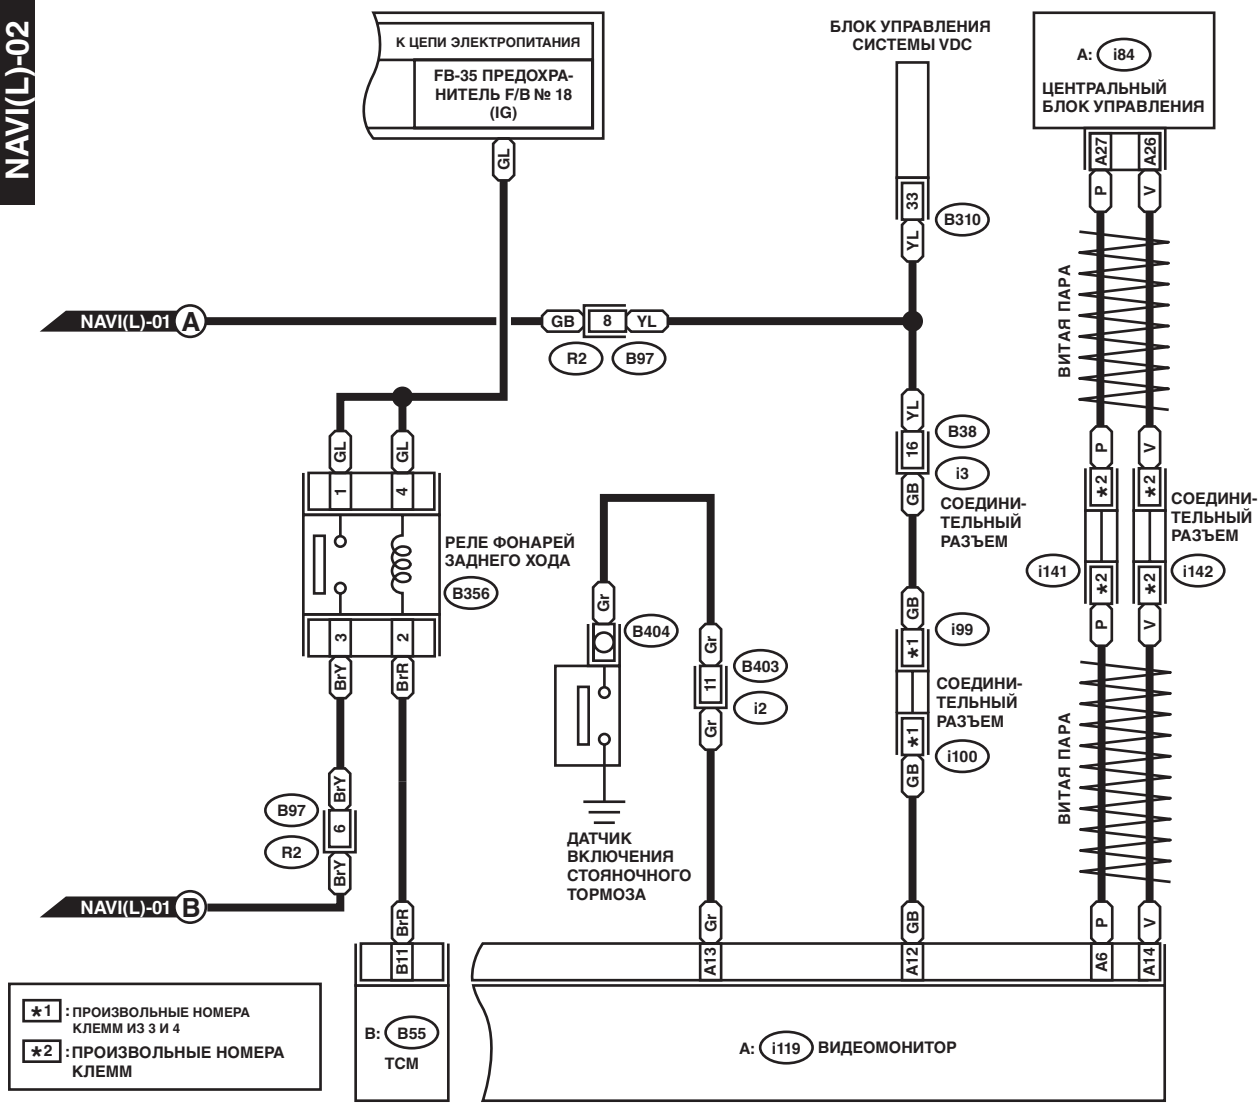 NAVI(L)-02
К ЦЕПИ ЭЛЕКТРОПИТАНИЯ
FB-35 ПРЕДОХРА-
НИТЕЛЬ F/B № 18
(IG)
GL
БЛОК УПРАВЛЕНИЯ
СИСТЕМЫ VDC
33
B310
YL
A: i84
ЦЕНТРАЛЬНЫЙ
БЛОК УПРАВЛЕНИЯ
A27
A26
P
V
ВИТАЯ ПАРА
NAVI(L)-01 A
GB
8
YL
R2
B97
YL
16
B38
i3
GB
СОЕДИНИ-
ТЕЛЬНЫЙ
РАЗЪЕМ
GL
GL
1
4
РЕЛЕ ФОНАРЕЙ
ЗАДНЕГО ХОДА
B356
3
2
BrY
BrR
P
V
*2
*2
СОЕДИНИ-
ТЕЛЬНЫЙ
РАЗЪЕМ
i141
*2
*2
i142
P
V
Gr
B404
Gr
11
B403
i2
Gr
ДАТЧИК
ВКЛЮЧЕНИЯ
СТОЯНОЧНОГО
ТОРМОЗА
GB
*1
i99
СОЕДИНИ-
ТЕЛЬНЫЙ
РАЗЪЕМ
*1
i100
GB
ВИТАЯ ПАРА
BrY
B97
6
R2
BrY
NAVI(L)-01 B
BrR
Gr
GB
P
V
B11
A13
A12
A6
A14
B: B55
TCM
A: i119 ВИДЕОМОНИТОР
*1 : ПРОИЗВОЛЬНЫЕ НОМЕРА
КЛЕММ ИЗ 3 И 4
*2 : ПРОИЗВОЛЬНЫЕ НОМЕРА
КЛЕММ